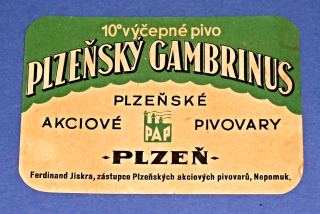 10° výčepné pivo
PLZEŇSKÝ GAMBRINUS
PLZEŇSKÉ
AKCIOVÉ PAP PIVOVARY
·PLZEŇ·
Ferdinand Jiskra, zástupce Plzeňských akciových pivovarů, Nepomuk.